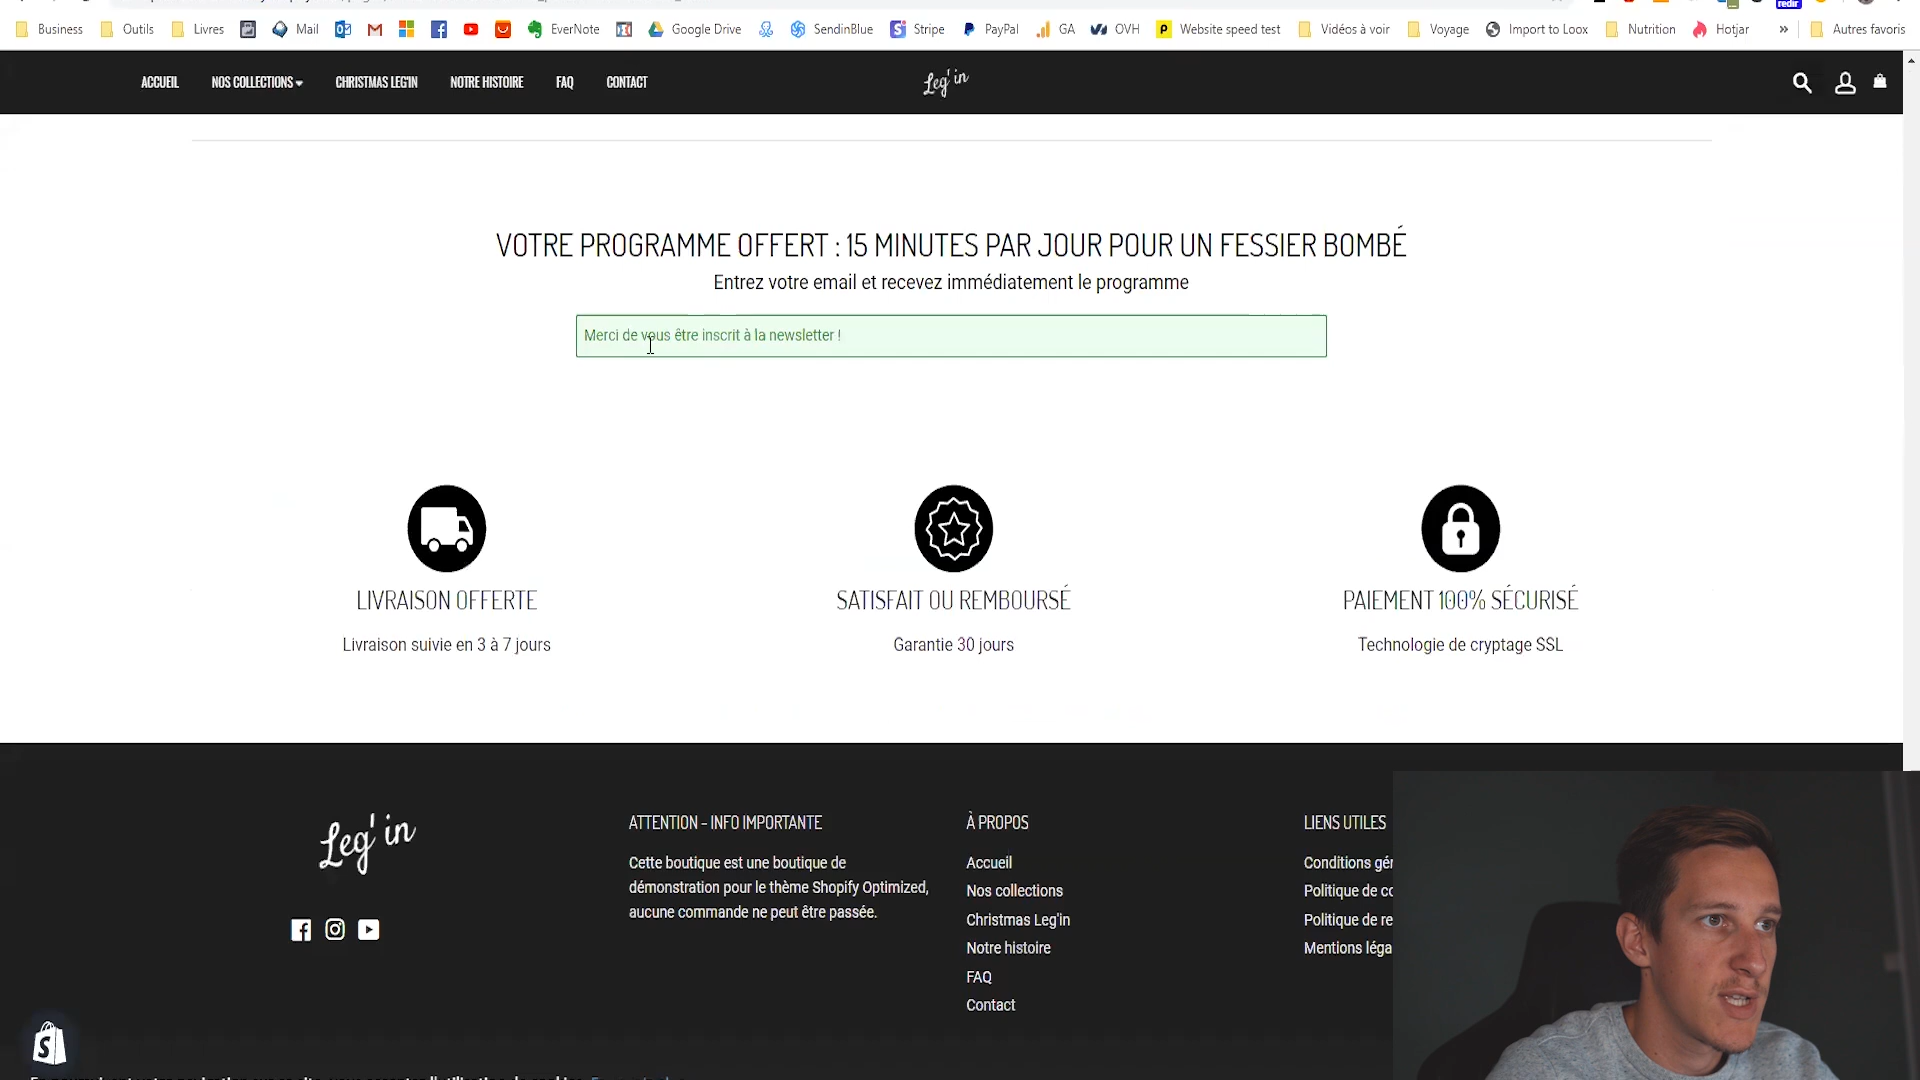 redir
Business
Outils
Livres
Mail
EverNote
Google Drive
SendinBlue
Stripe
PayPal
GA
OVH
Website speed test
Vidéos à voir
Voyage
Import to Loox
Nutrition
Hotjar
»
Autres favoris
ACCUEIL
NOS COLLECTIONS
CHRISTMAS LEG'IN
NOTRE HISTOIRE
FAQ
CONTACT
Leg'in
VOTRE PROGRAMME OFFERT : 15 MINUTES PAR JOUR POUR UN FESSIER BOMBÉ
Entrez votre email et recevez immédiatement le programme
Merci de vous être inscrit à la newsletter !
LIVRAISON OFFERTE
Livraison suivie en 3 à 7 jours
SATISFAIT OU REMBOURSÉ
Garantie 30 jours
PAIEMENT 100% SÉCURISÉ
Technologie de cryptage SSL
Leg'in
ATTENTION - INFO IMPORTANTE
Cette boutique est une boutique de
démonstration pour le thème Shopify Optimized,
aucune commande ne peut être passée.
À PROPOS
Accueil
Nos collections
Christmas Leg'in
Notre histoire
FAQ
Contact
LIENS UTILES
Conditions gér
Politique de co
Politique de re
Mentions léga